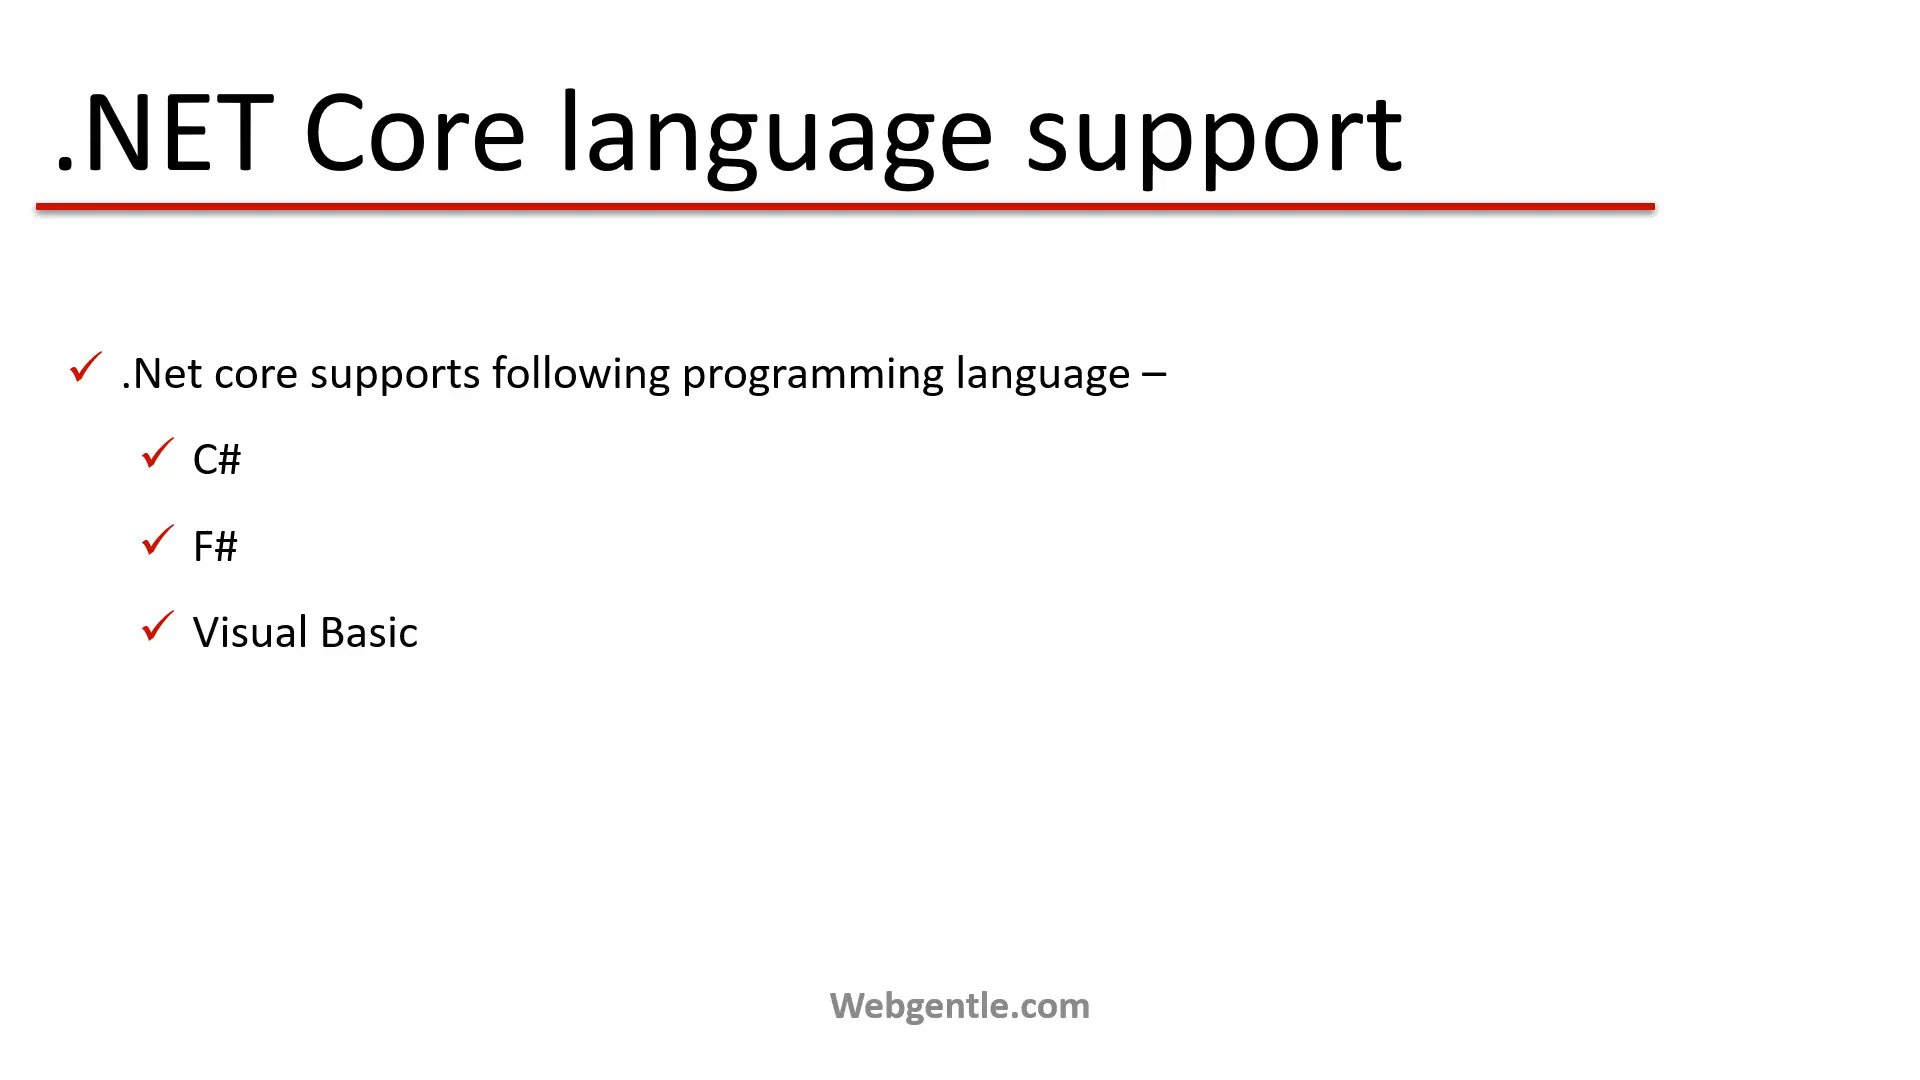 .NET Core language support
.Net core supports following programming language –
C#
F#
Visual Basic
Webgentle.com